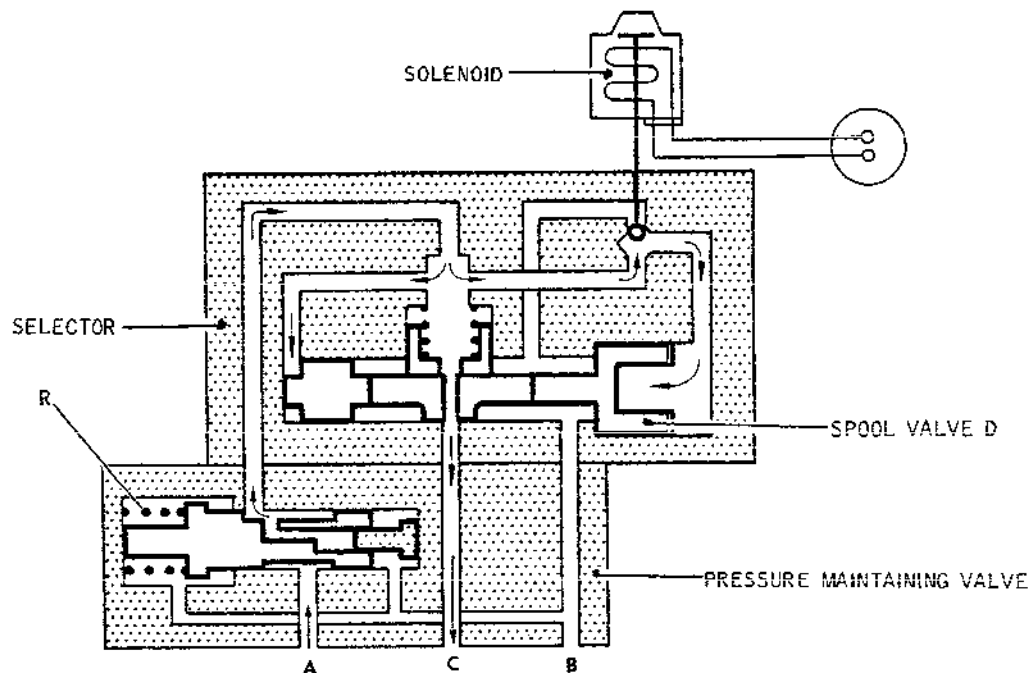 SOLENOID
SELECTOR
R
SPOOL VALVE D
PRESSURE MAINTAINING VALVE
A
C
B